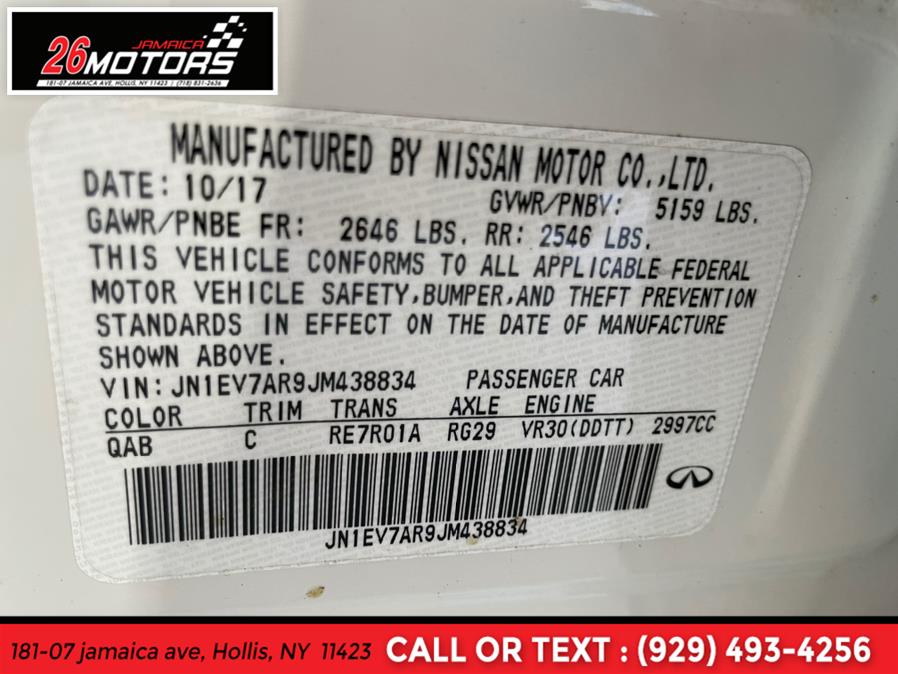 JAMAICA
26MOTORS
181-07 JAMAICA AVE, HOLLIS, NY 11423 | (718) 831-2636
MANUFACTURED BY NISSAN MOTOR CO.,LTD.
DATE: 10/17 GVWR/PNBV: 5159 LBS.
GAWR/PNBE FR: 2646 LBS. RR: 2546 LBS.
THIS VEHICLE CONFORMS TO ALL APPLICABLE FEDERAL
MOTOR VEHICLE SAFETY,BUMPER,AND THEFT PREVENTION
STANDARDS IN EFFECT ON THE DATE OF MANUFACTURE
SHOWN ABOVE.
VIN: JN1EV7AR9JM438834 PASSENGER CAR
COLOR TRIM TRANS AXLE ENGINE
QAB C RE7R01A RG29 VR30(DDTT) 2997CC
JN1EV7AR9JM438834
181-07 jamaica ave, Hollis, NY 11423 CALL OR TEXT : (929) 493-4256